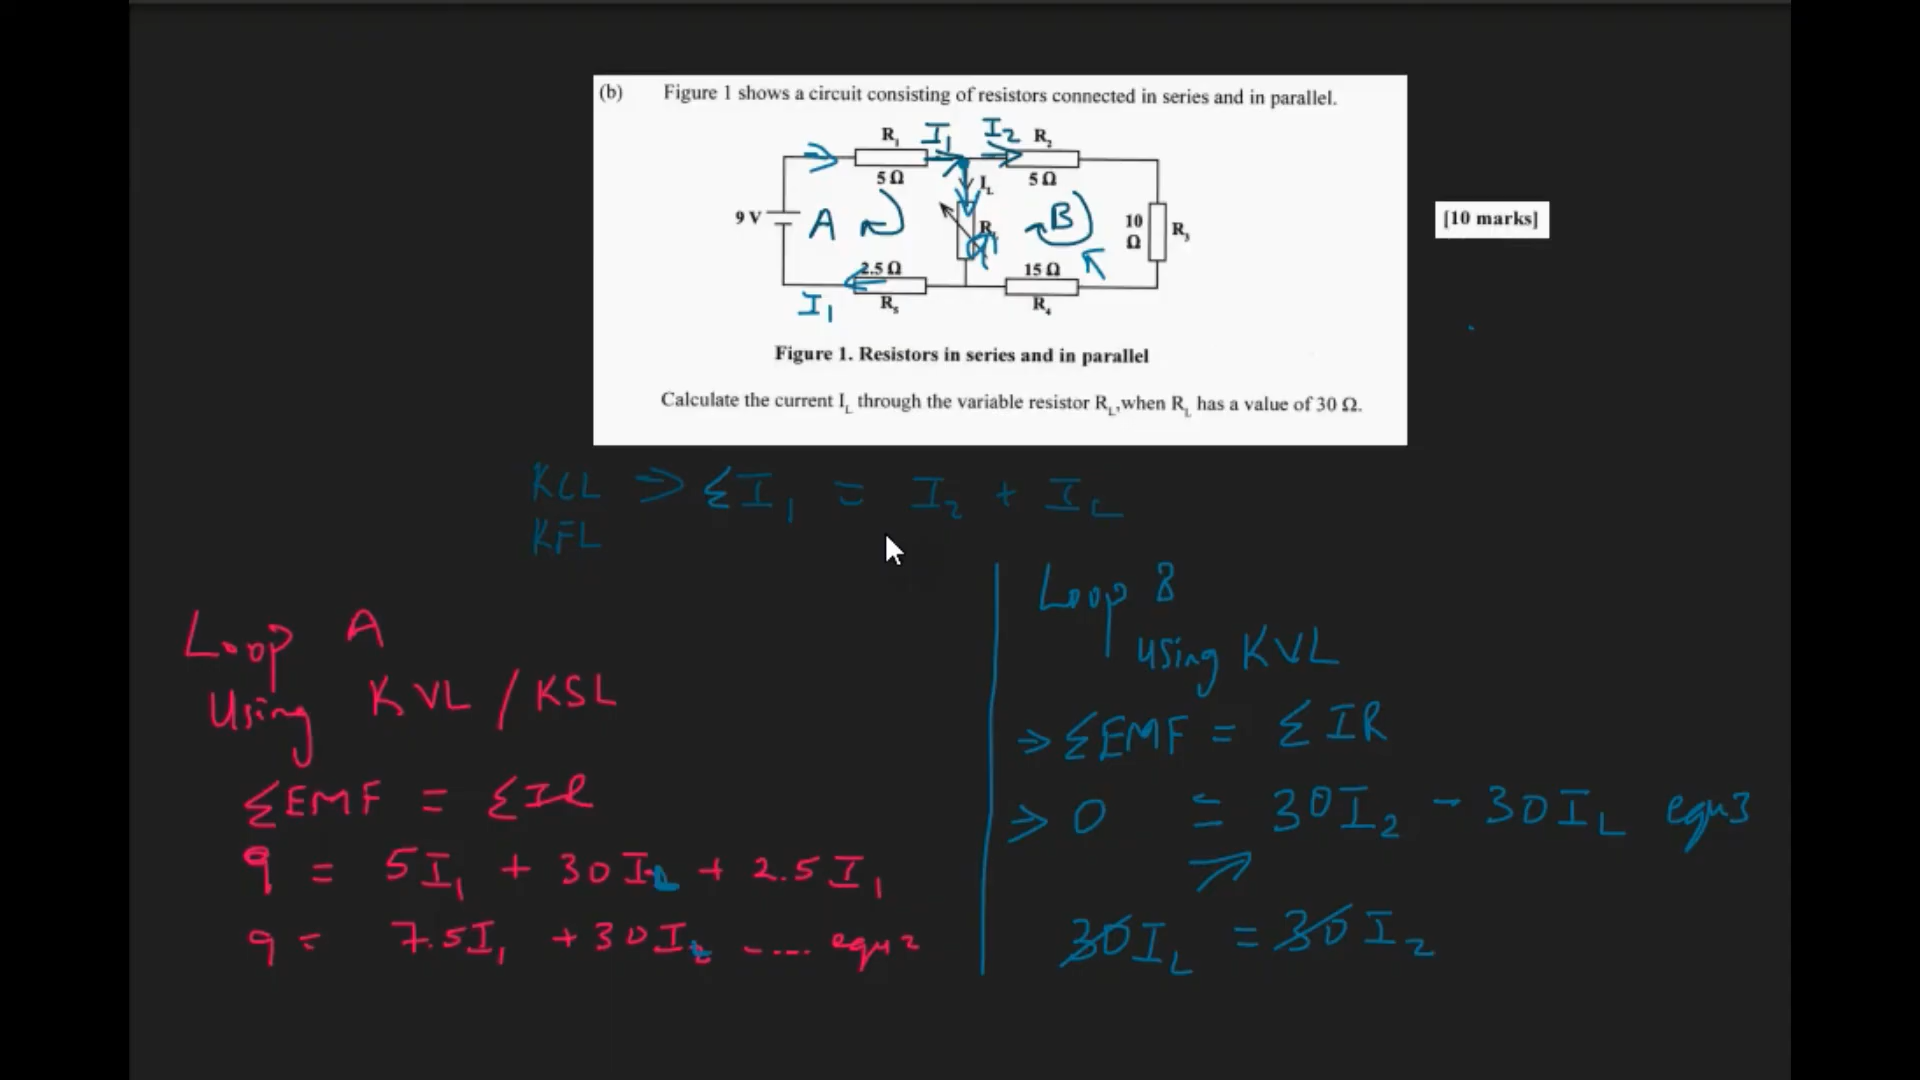 (b) Figure 1 shows a circuit consisting of resistors connected in series and in parallel.
R1 I1 I2 R2
5 Ω IL 5 Ω
9 V A RL B 10 Ω R3
[10 marks]
2.5 Ω 15 Ω
I1 R5 R4
Figure 1. Resistors in series and in parallel
Calculate the current IL through the variable resistor RL,when RL has a value of 30 Ω.
KCL ⇒ ΣI1 = I2 + IL
KFL
Loop A
Using KVL / KSL
ΣEMF = ΣIR
9 = 5I1 + 30IL + 2.5I1
9 = 7.5I1 + 30IL ---- .... equ2
Loop B
using KVL
⇒ ΣEMF = ΣIR
⇒ 0 = 30I2 - 30IL equ3
30IL = 30I2